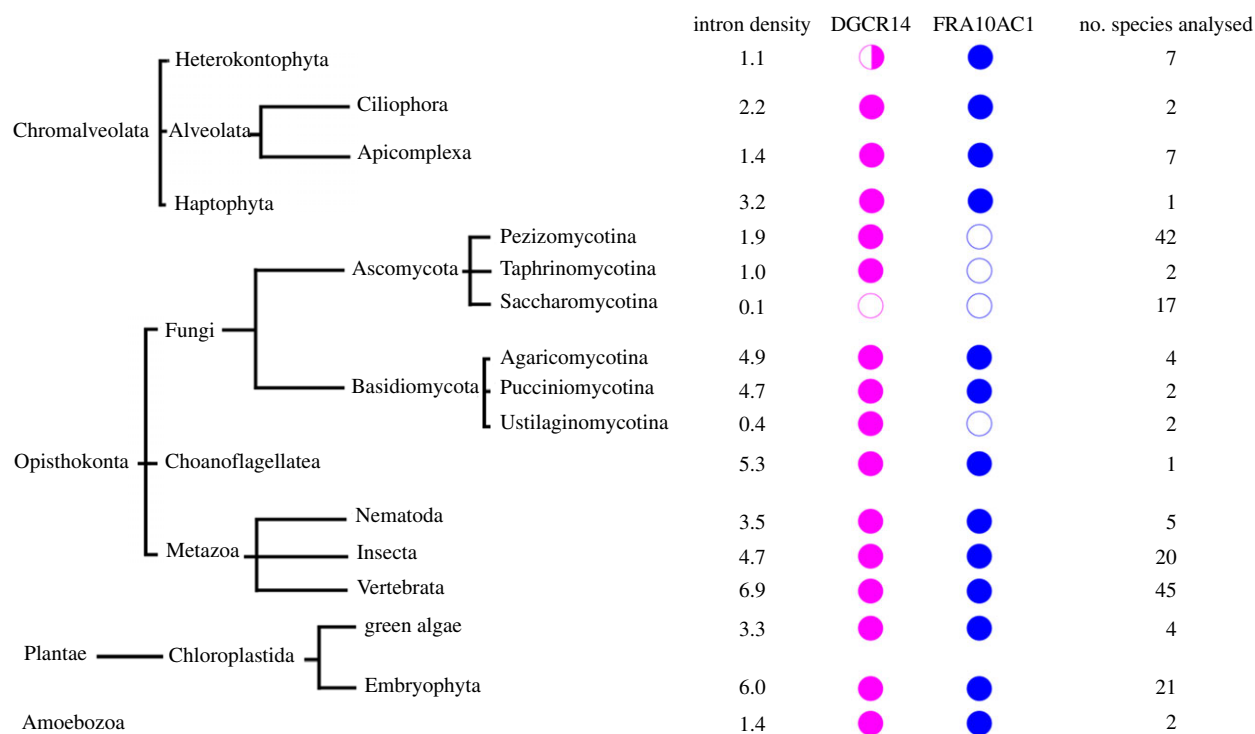 intron density DGCR14 FRA10AC1 no. species analysed
Heterokontophyta 1.1 7
Ciliophora 2.2 2
Chromalveolata Alveolata
Apicomplexa 1.4 7
Haptophyta 3.2 1
Pezizomycotina 1.9 42
Ascomycota Taphrinomycotina 1.0 2
Saccharomycotina 0.1 17
Fungi
Agaricomycotina 4.9 4
Basidiomycota Pucciniomycotina 4.7 2
Ustilaginomycotina 0.4 2
Opisthokonta Choanoflagellatea 5.3 1
Nematoda 3.5 5
Metazoa Insecta 4.7 20
Vertebrata 6.9 45
green algae 3.3 4
Plantae Chloroplastida
Embryophyta 6.0 21
Amoebozoa 1.4 2